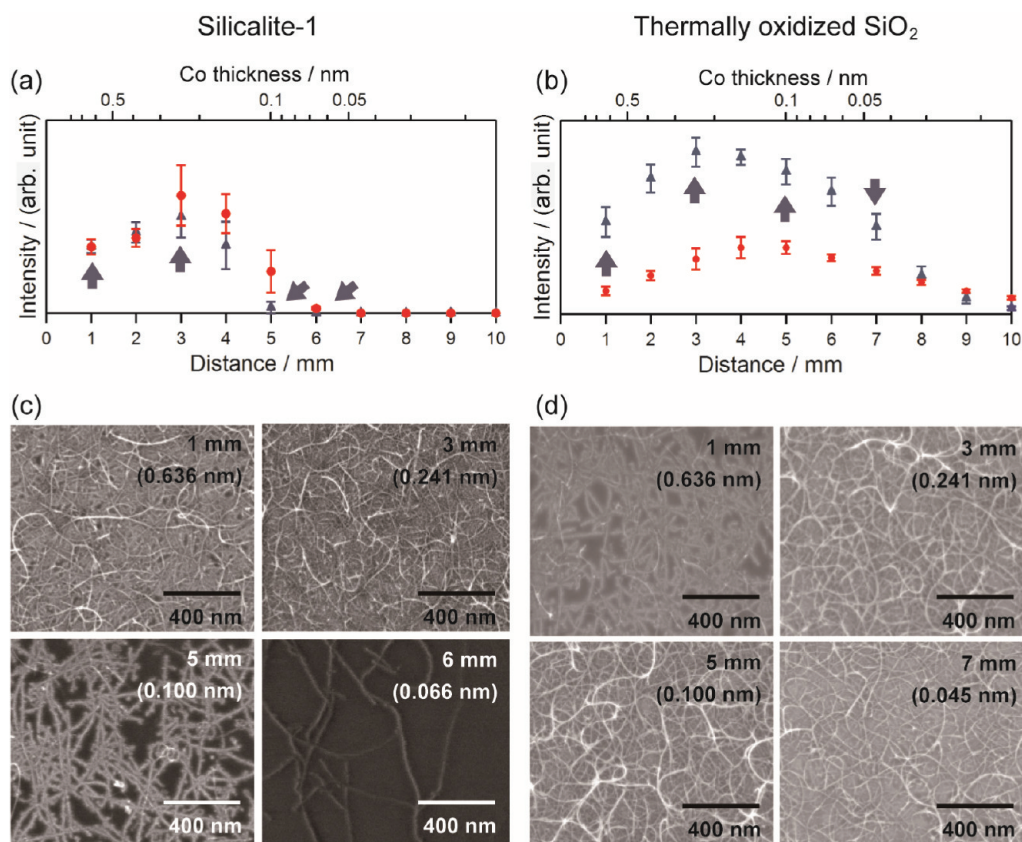 Silicalite-1
Thermally oxidized SiO₂
(a)
Co thickness / nm
0.5
0.1
0.05
Intensity / (arb. unit)
0 1 2 3 4 5 6 7 8 9 10
Distance / mm
(b)
Co thickness / nm
0.5
0.1
0.05
Intensity / (arb. unit)
0 1 2 3 4 5 6 7 8 9 10
Distance / mm
(c)
1 mm
(0.636 nm)
400 nm
3 mm
(0.241 nm)
400 nm
5 mm
(0.100 nm)
400 nm
6 mm
(0.066 nm)
400 nm
(d)
1 mm
(0.636 nm)
400 nm
3 mm
(0.241 nm)
400 nm
5 mm
(0.100 nm)
400 nm
7 mm
(0.045 nm)
400 nm